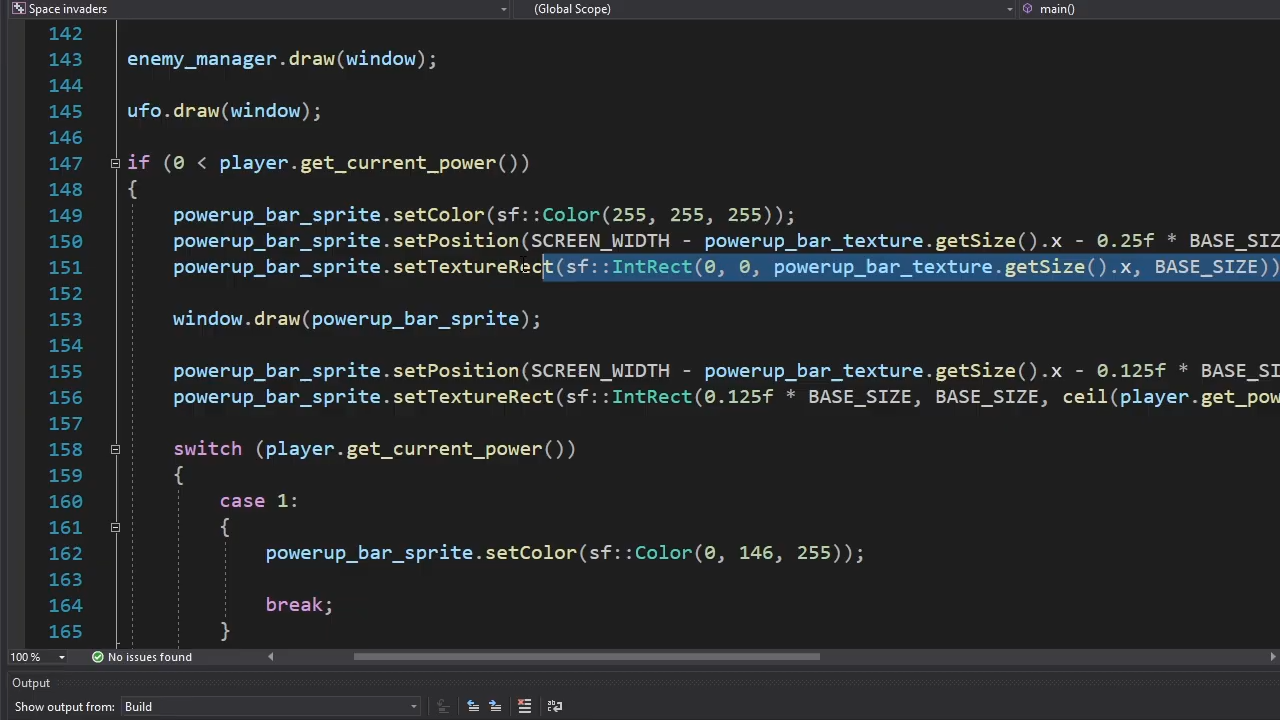 Space invaders (Global Scope) main()
142
143 enemy_manager.draw(window);
144
145 ufo.draw(window);
146
147 if (0 < player.get_current_power())
148 {
149 powerup_bar_sprite.setColor(sf::Color(255, 255, 255));
150 powerup_bar_sprite.setPosition(SCREEN_WIDTH - powerup_bar_texture.getSize().x - 0.25f * BASE_SIZ
151 powerup_bar_sprite.setTextureRect(sf::IntRect(0, 0, powerup_bar_texture.getSize().x, BASE_SIZE))
152
153 window.draw(powerup_bar_sprite);
154
155 powerup_bar_sprite.setPosition(SCREEN_WIDTH - powerup_bar_texture.getSize().x - 0.125f * BASE_SI
156 powerup_bar_sprite.setTextureRect(sf::IntRect(0.125f * BASE_SIZE, BASE_SIZE, ceil(player.get_pow
157
158 switch (player.get_current_power())
159 {
160 case 1:
161 {
162 powerup_bar_sprite.setColor(sf::Color(0, 146, 255));
163
164 break;
165 }
100 % No issues found
Output
Show output from: Build